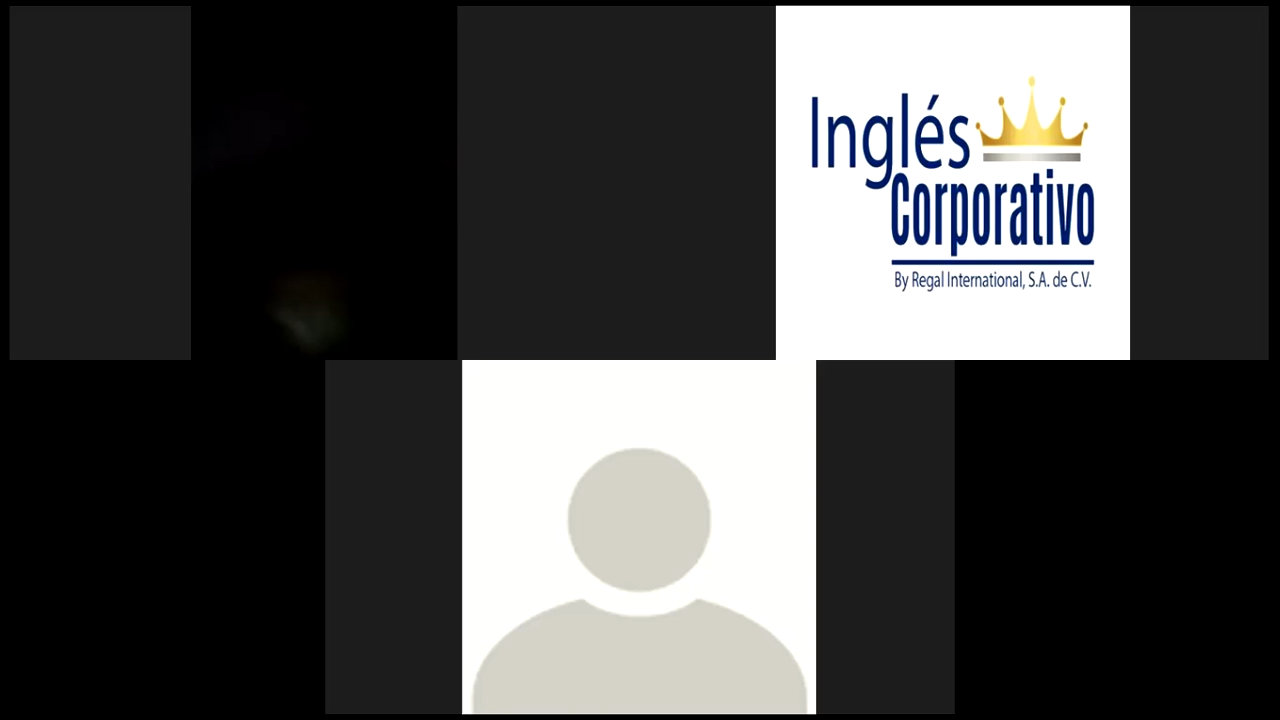 Inglés
Corporativo
By Regal International, S.A. de C.V.